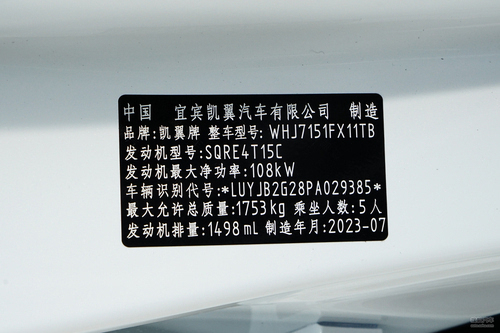 中国 宜宾凯翼汽车有限公司 制造
品牌:凯翼牌 整车型号:WHJ7151FX11TB
发动机型号:SQRE4T15C
发动机最大净功率:108kW
车辆识别代号:*LUYJB2G28PA029385*
最大允许总质量:1753kg 乘坐人数:5人
发动机排量:1498mL 制造年月:2023-07